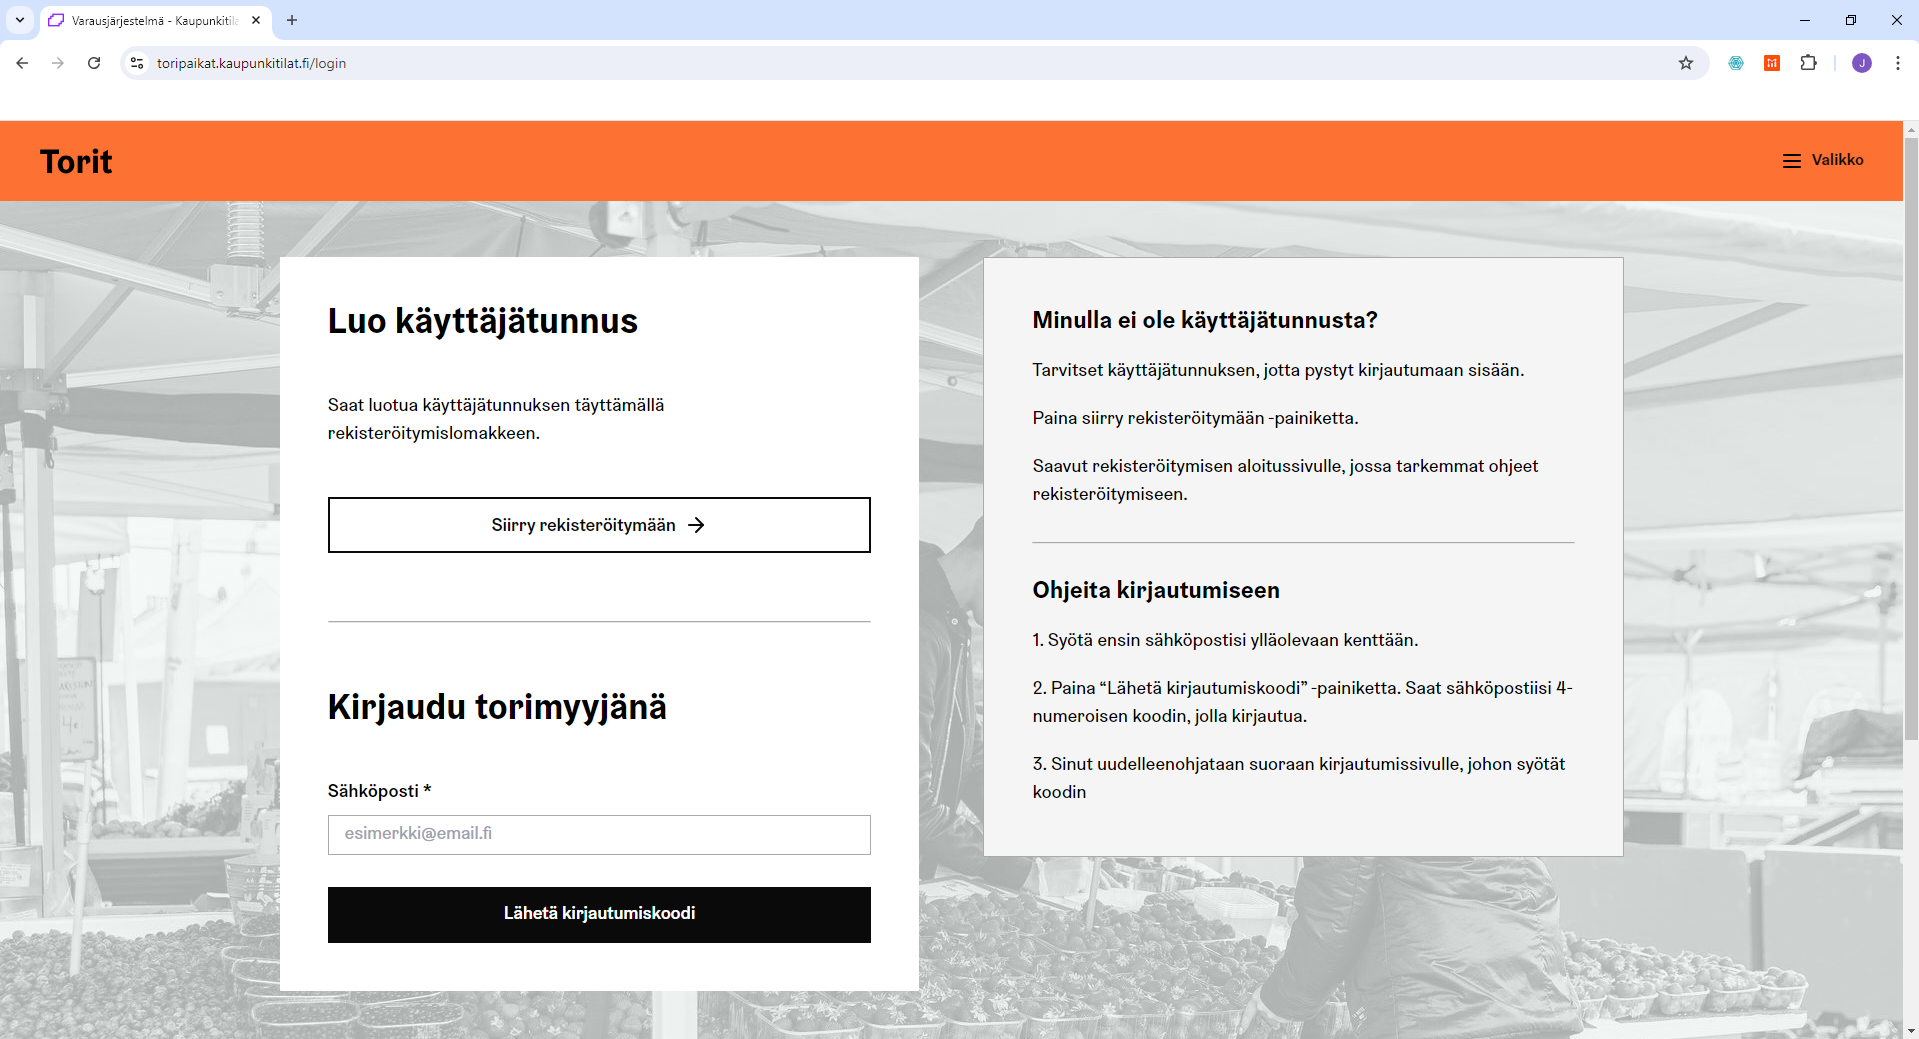 Varausjärjestelmä - Kaupunkitila
toripaikat.kaupunkitilat.fi/login
J
Torit
Valikko
Luo käyttäjätunnus
Saat luotua käyttäjätunnuksen täyttämällä
rekisteröitymislomakkeen.
Siirry rekisteröitymään
Kirjaudu torimyyjänä
Sähköposti *
esimerkki@email.fi
Lähetä kirjautumiskoodi
Minulla ei ole käyttäjätunnusta?
Tarvitset käyttäjätunnuksen, jotta pystyt kirjautumaan sisään.
Paina siirry rekisteröitymään -painiketta.
Saavut rekisteröitymisen aloitussivulle, jossa tarkemmat ohjeet
rekisteröitymiseen.
Ohjeita kirjautumiseen
1. Syötä ensin sähköpostisi ylläolevaan kenttään.
2. Paina “Lähetä kirjautumiskoodi” -painiketta. Saat sähköpostiisi 4-
numeroisen koodin, jolla kirjautua.
3. Sinut uudelleenohjataan suoraan kirjautumissivulle, johon syötät
koodin